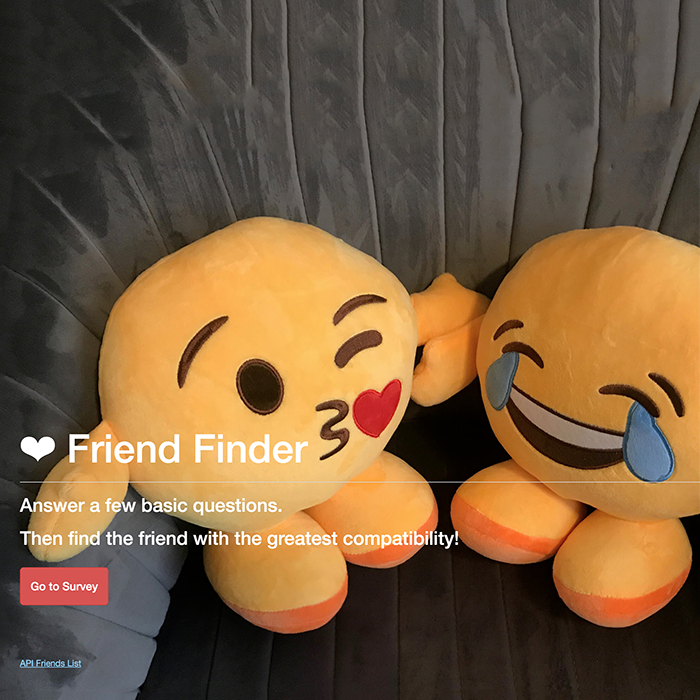 ❤ Friend Finder
Answer a few basic questions.
Then find the friend with the greatest compatibility!
Go to Survey
API Friends List